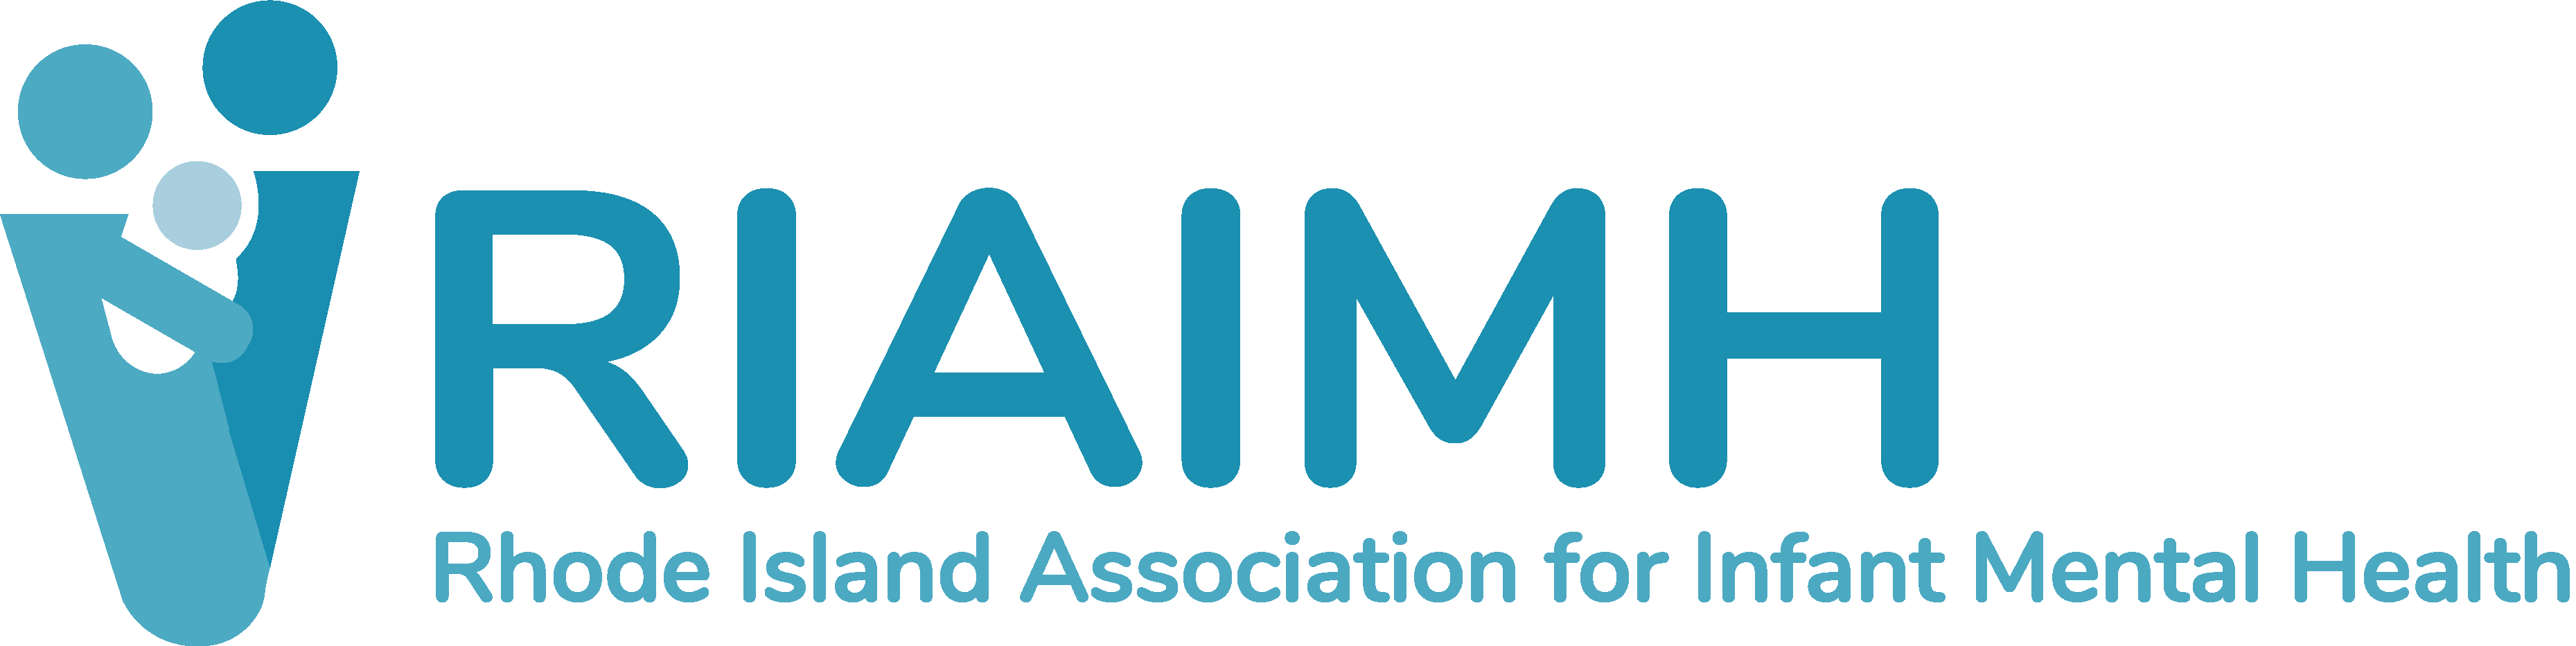 RIAIMH
Rhode Island Association for Infant Mental Health